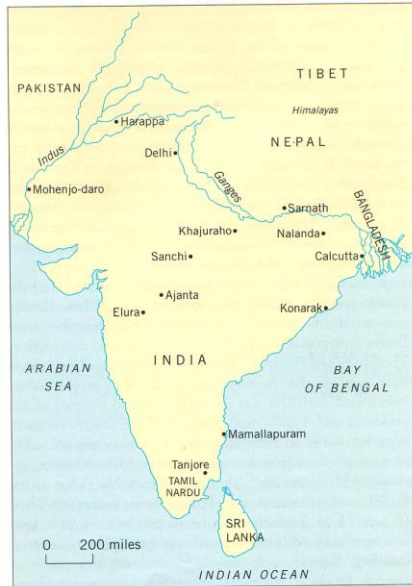 TIBET
PAKISTAN
Himalayas
Harappa
NEPAL
Delhi
Indus
Ganges
Mohenjo-daro
Sarnath
BANGLADESH
Khajuraho
Nalanda
Sanchi
Calcutta
Ajanta
Elura
Konarak
INDIA
ARABIAN
SEA
BAY
OF BENGAL
Mamallapuram
Tanjore
TAMIL
NARDU
SRI
LANKA
0 200 miles
INDIAN OCEAN